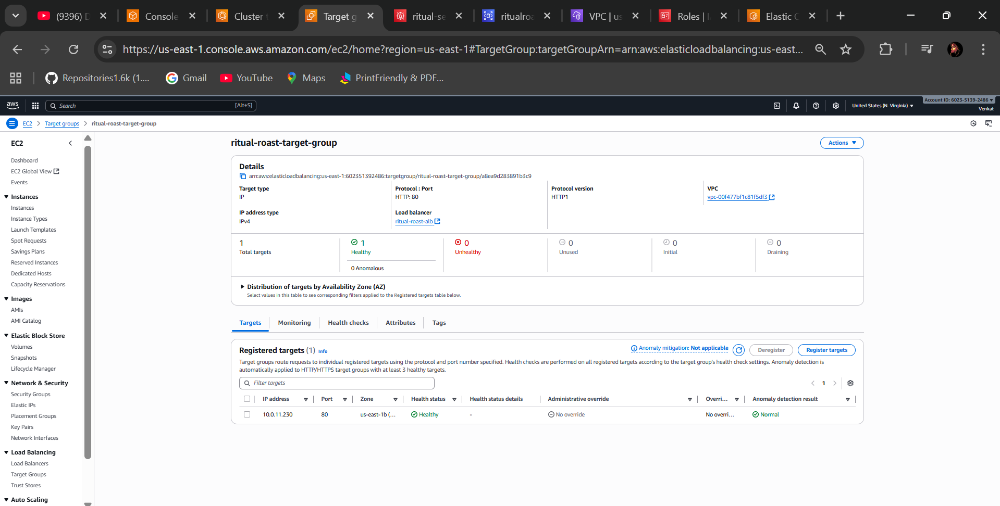 (9396) D
Console
Cluster
Target g
ritual-se
ritualroa
VPC | us
Roles | I
Elastic C
https://us-east-1.console.aws.amazon.com/ec2/home?region=us-east-1#TargetGroup:targetGroupArn=arn:aws:elasticloadbalancing:us-east...
Repositories1.6k (1....
Gmail
YouTube
Maps
PrintFriendly & PDF...
aws
Search
[Alt+S]
United States (N. Virginia)
Account ID: 6023-5139-2486
Venkat
EC2
Target groups
ritual-roast-target-group
EC2
Dashboard
EC2 Global View
Events
Instances
Instances
Instance Types
Launch Templates
Spot Requests
Savings Plans
Reserved Instances
Dedicated Hosts
Capacity Reservations
Images
AMIs
AMI Catalog
Elastic Block Store
Volumes
Snapshots
Lifecycle Manager
Network & Security
Security Groups
Elastic IPs
Placement Groups
Key Pairs
Network Interfaces
Load Balancing
Load Balancers
Target Groups
Trust Stores
Auto Scaling
ritual-roast-target-group
Actions
Details
arn:aws:elasticloadbalancing:us-east-1:602351392486:targetgroup/ritual-roast-target-group/a8ea9d283891b3c9
Target type
IP
Protocol : Port
HTTP: 80
Protocol version
HTTP1
VPC
vpc-00f477bf1c81f5df3
IP address type
IPv4
Load balancer
ritual-roast-alb
1
Total targets
1
Healthy
0 Anomalous
0
Unhealthy
0
Unused
0
Initial
0
Draining
Distribution of targets by Availability Zone (AZ)
Select values in this table to see corresponding filters applied to the Registered targets table below.
Targets
Monitoring
Health checks
Attributes
Tags
Registered targets (1) Info
Anomaly mitigation: Not applicable
Deregister
Register targets
Target groups route requests to individual registered targets using the protocol and port number specified. Health checks are performed on all registered targets according to the target group's health check settings. Anomaly detection is
automatically applied to HTTP/HTTPS target groups with at least 3 healthy targets.
Filter targets
1
IP address
Port
Zone
Health status
Health status details
Administrative override
Overri...
Anomaly detection result
10.0.11.230
80
us-east-1b (...
Healthy
-
No override
No overri...
Normal